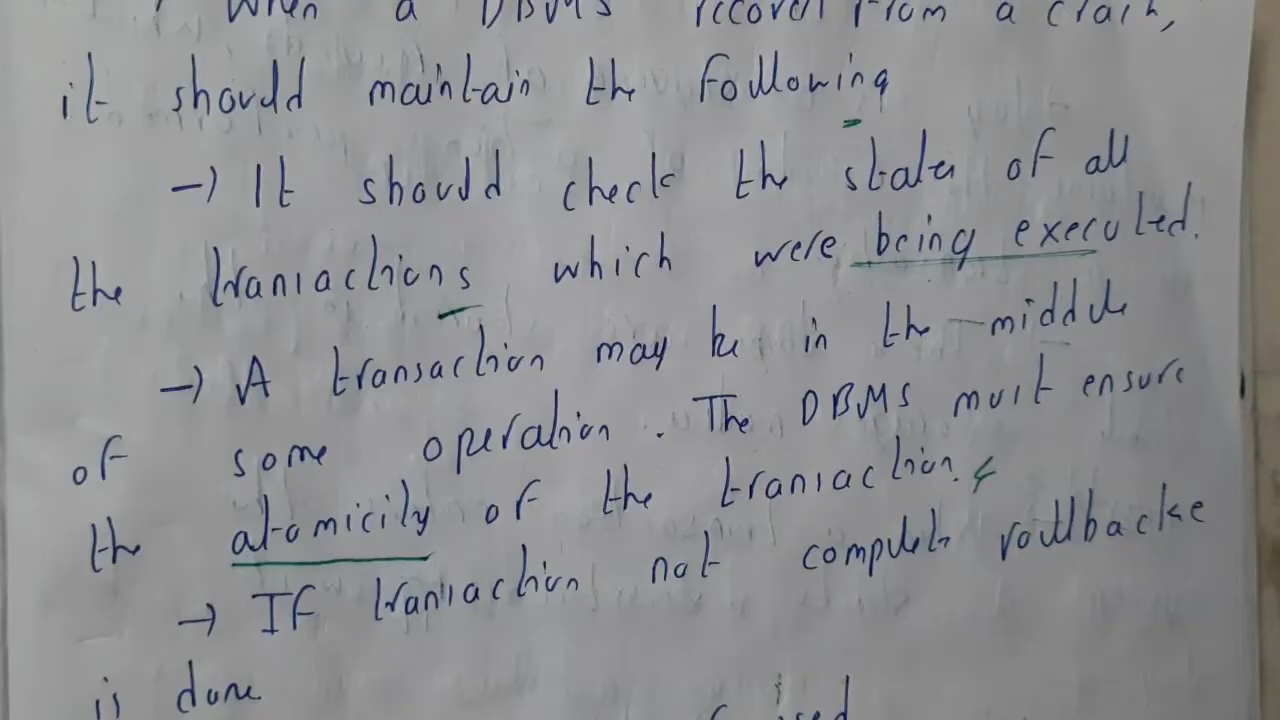 when a DBMS recover from a crash,
it should maintain the following
→ It should check the states of all
the transactions which were being executed.
→ A transaction may be in the middle
of some operation. The DBMS must ensure
the atomicity of the transaction.
→ If transaction not complete rollbacke
is done